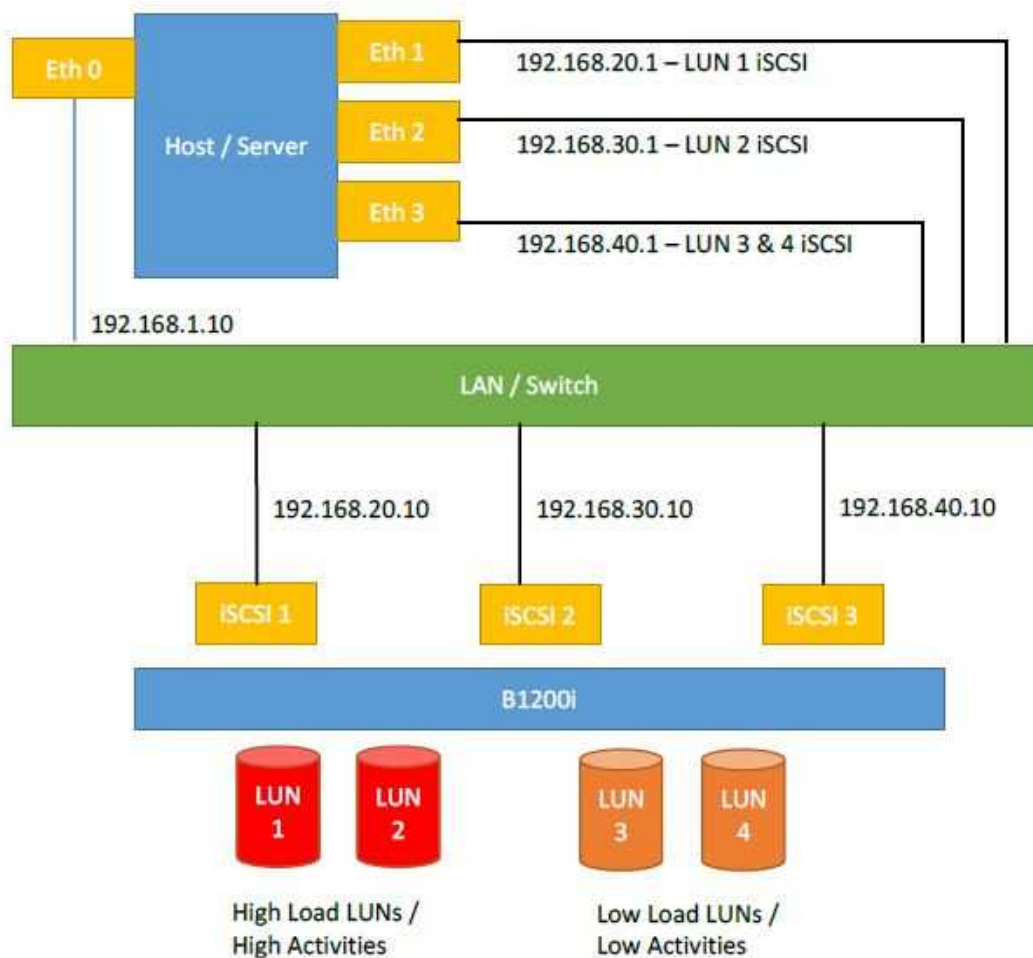 Eth 0
Host / Server
Eth 1
192.168.20.1 – LUN 1 iSCSI
Eth 2
192.168.30.1 – LUN 2 iSCSI
Eth 3
192.168.40.1 – LUN 3 & 4 iSCSI
192.168.1.10
LAN / Switch
192.168.20.10
192.168.30.10
192.168.40.10
iSCSI 1
iSCSI 2
iSCSI 3
B1200i
LUN
1
LUN
2
LUN
3
LUN
4
High Load LUNs /
High Activities
Low Load LUNs /
Low Activities